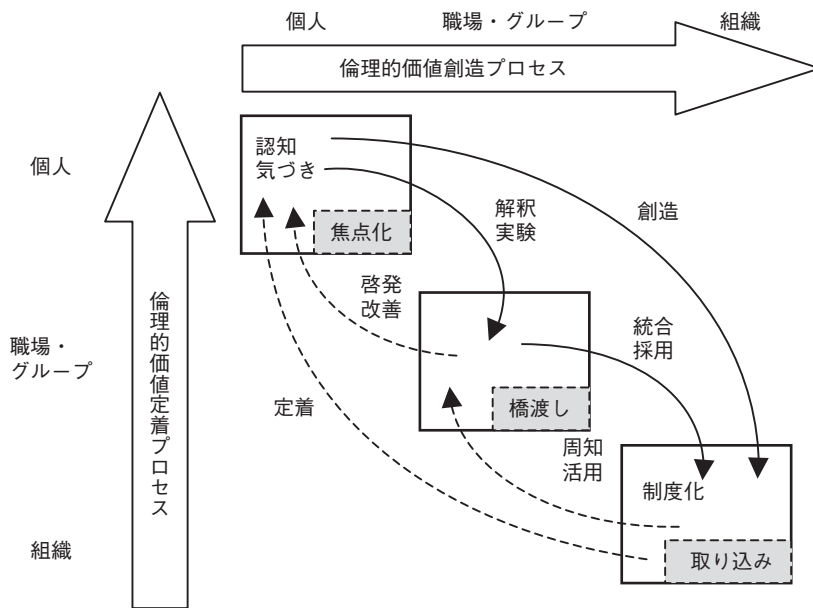 個人
職場・グループ
組織
倫理的価値創造プロセス
個人
認知
気づき
焦点化
解釈
実験
創造
啓発
改善
倫理的価値定着プロセス
職場・
グループ
統合
採用
橋渡し
定着
周知
活用
制度化
組織
取り込み